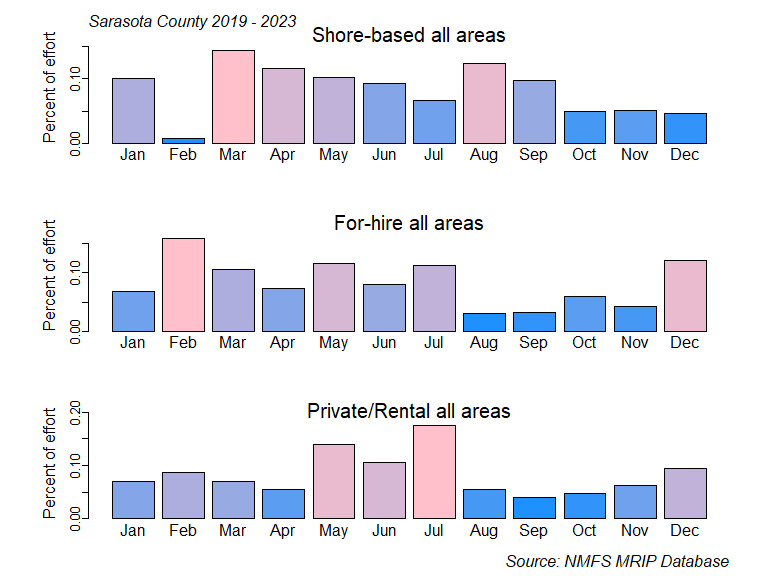 Sarasota County 2019 - 2023
Shore-based all areas
Percent of effort
0.00 0.10
Jan Feb Mar Apr May Jun Jul Aug Sep Oct Nov Dec
For-hire all areas
Percent of effort
0.00 0.10
Jan Feb Mar Apr May Jun Jul Aug Sep Oct Nov Dec
Private/Rental all areas
Percent of effort
0.00 0.10 0.20
Jan Feb Mar Apr May Jun Jul Aug Sep Oct Nov Dec
Source: NMFS MRIP Database